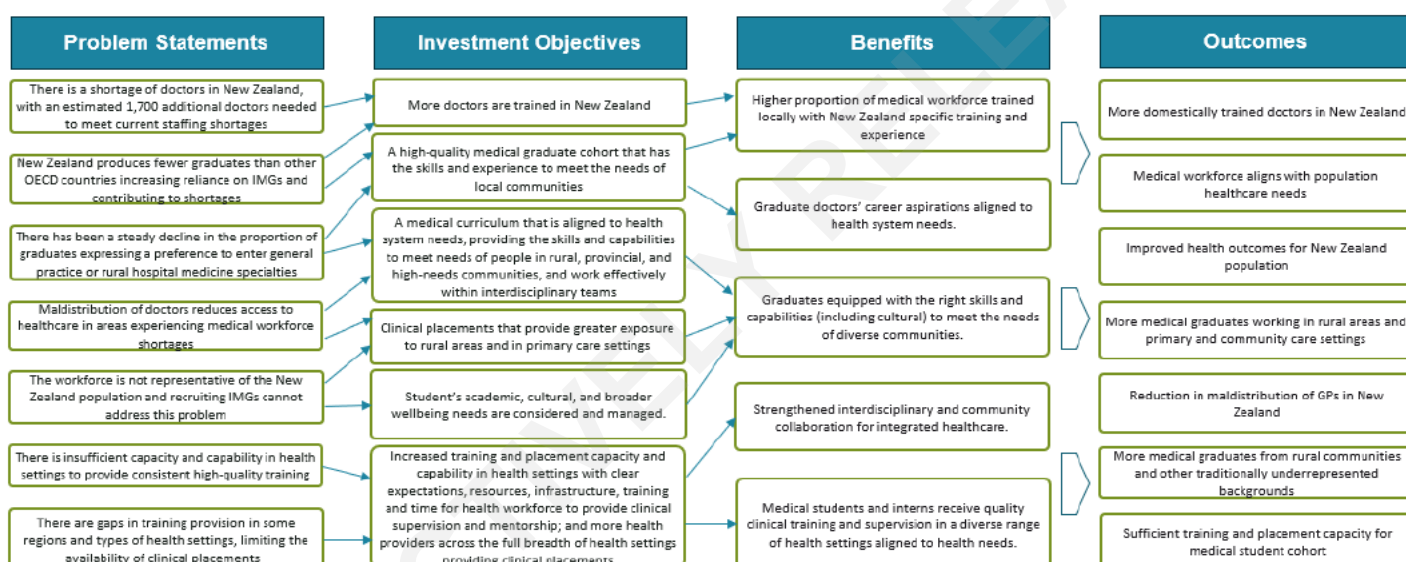 Problem Statements
There is a shortage of doctors in New Zealand,
with an estimated 1,700 additional doctors needed
to meet current staffing shortages
New Zealand produces fewer graduates than other
OECD countries increasing reliance on IMGs and
contributing to shortages
There has been a steady decline in the proportion of
graduates expressing a preference to enter general
practice or rural hospital medicine specialties
Maldistribution of doctors reduces access to
healthcare in areas experiencing medical workforce
shortages
The workforce is not representative of the New
Zealand population and recruiting IMGs cannot
address this problem
There is insufficient capacity and capability in health
settings to provide consistent high-quality training
There are gaps in training provision in some
regions and types of health settings, limiting the
availability of clinical placements
Investment Objectives
More doctors are trained in New Zealand
A high-quality medical graduate cohort that has
the skills and experience to meet the needs of
local communities
A medical curriculum that is aligned to health
system needs, providing the skills and capabilities
to meet needs of people in rural, provincial, and
high-needs communities, and work effectively
within interdisciplinary teams
Clinical placements that provide greater exposure
to rural areas and in primary care settings
Student's academic, cultural, and broader
wellbeing needs are considered and managed.
Increased training and placement capacity and
capability in health settings with clear
expectations, resources, infrastructure, training
and time for health workforce to provide clinical
supervision and mentorship; and more health
providers across the full breadth of health settings
providing clinical placements
Benefits
Higher proportion of medical workforce trained
locally with New Zealand specific training and
experience
Graduate doctors' career aspirations aligned to
health system needs.
Graduates equipped with the right skills and
capabilities (including cultural) to meet the needs
of diverse communities.
Strengthened interdisciplinary and community
collaboration for integrated healthcare.
Medical students and interns receive quality
clinical training and supervision in a diverse range
of health settings aligned to health needs.
Outcomes
More domestically trained doctors in New Zealand
Medical workforce aligns with population
healthcare needs
Improved health outcomes for New Zealand
population
More medical graduates working in rural areas and
primary and community care settings
Reduction in maldistribution of GPs in New
Zealand
More medical graduates from rural communities
and other traditionally underrepresented
backgrounds
Sufficient training and placement capacity for
medical student cohort